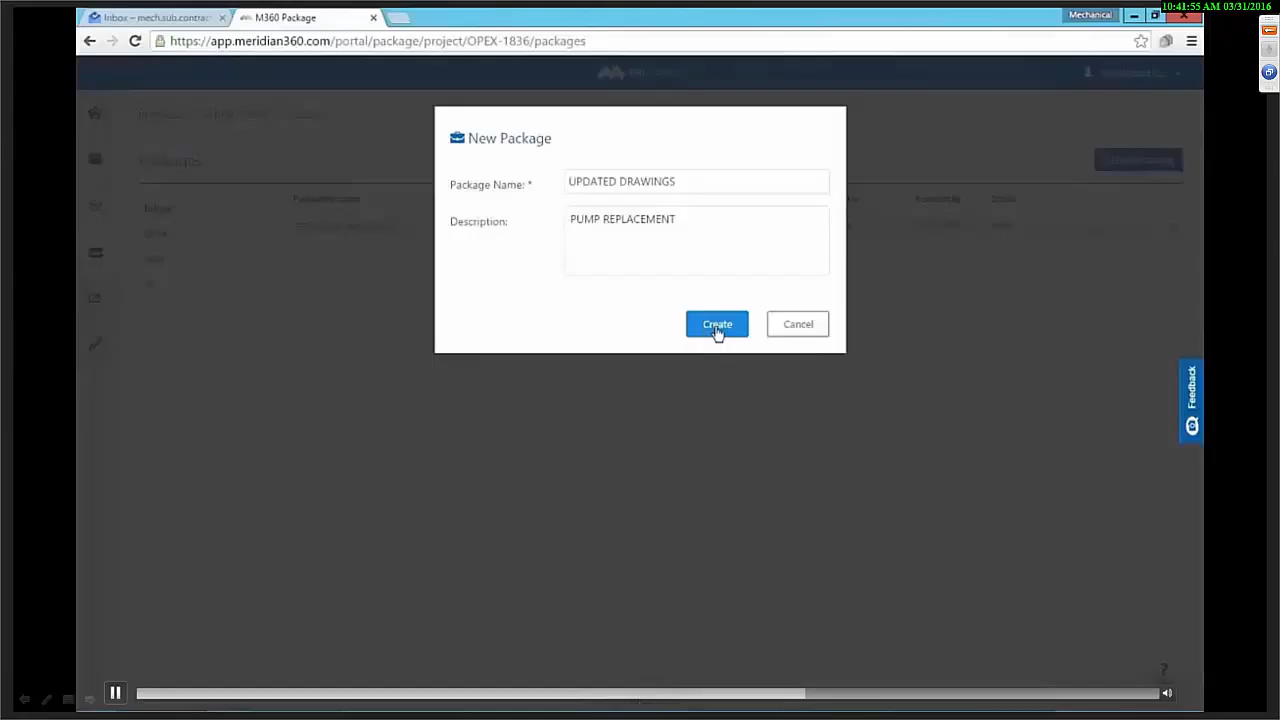 10:41:55 AM 03/31/2016
Inbox – mech.sub.contrac
M360 Package
Mechanical
https://app.meridian360.com/portal/package/project/OPEX-1836/packages
New Package
Package Name: *
UPDATED DRAWINGS
Description:
PUMP REPLACEMENT
Create
Cancel
Feedback
?